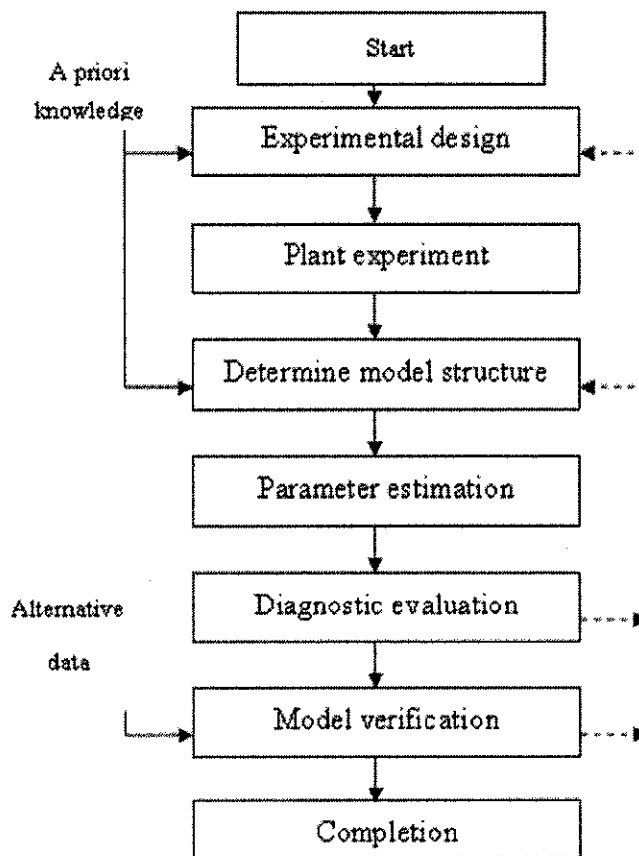 Start
A priori
knowledge
Experimental design
Plant experiment
Determine model structure
Parameter estimation
Diagnostic evaluation
Alternative
data
Model verification
Completion